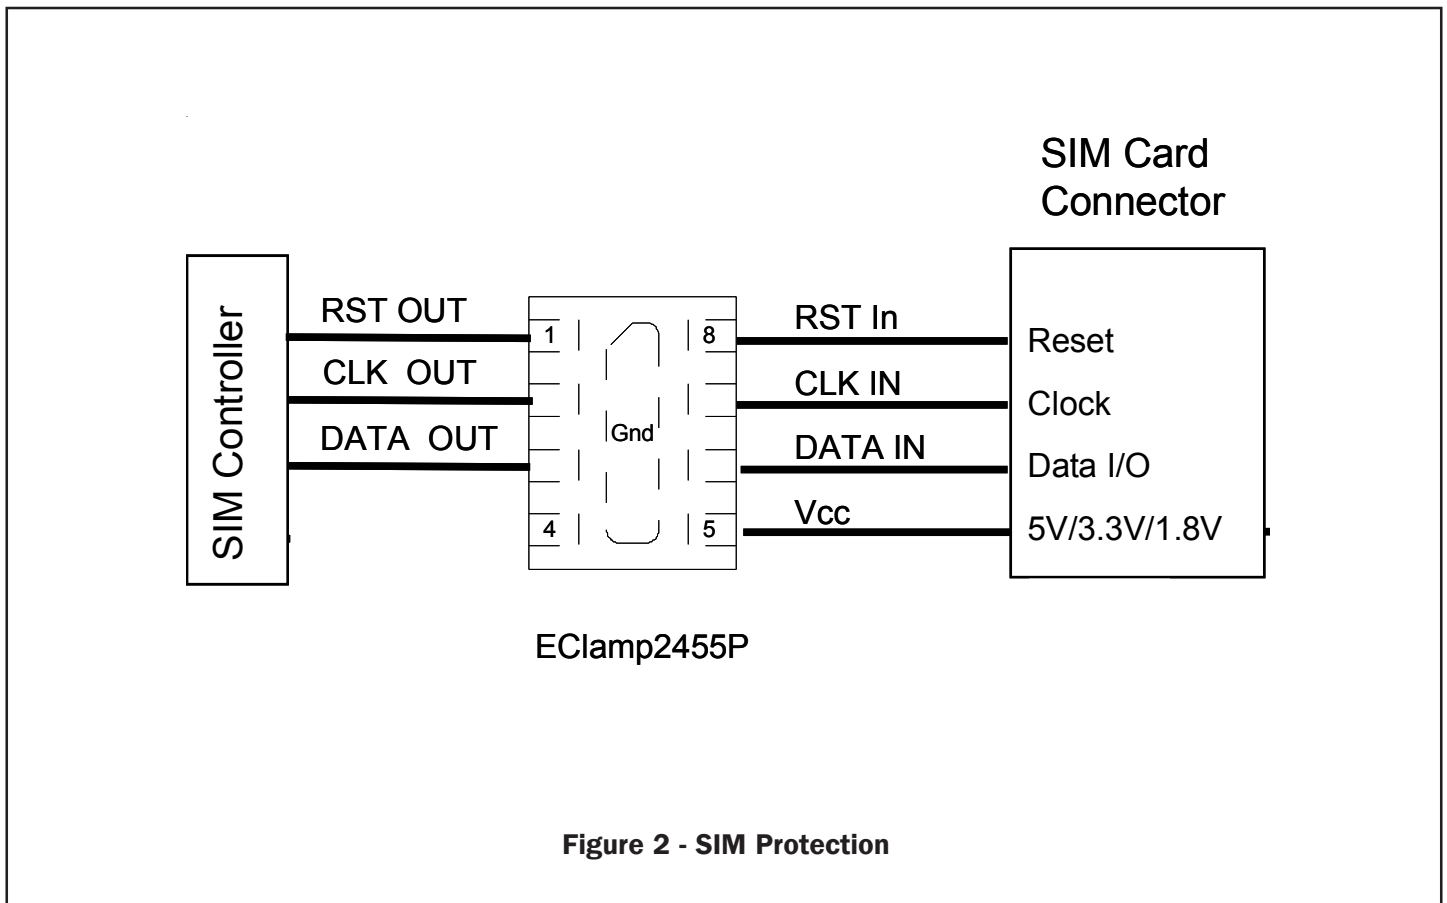 SIM Card
Connector
SIM Controller
RST OUT
CLK OUT
DATA OUT
1
8
4
5
Gnd
RST In
CLK IN
DATA IN
Vcc
Reset
Clock
Data I/O
5V/3.3V/1.8V
EClamp2455P
Figure 2 - SIM Protection